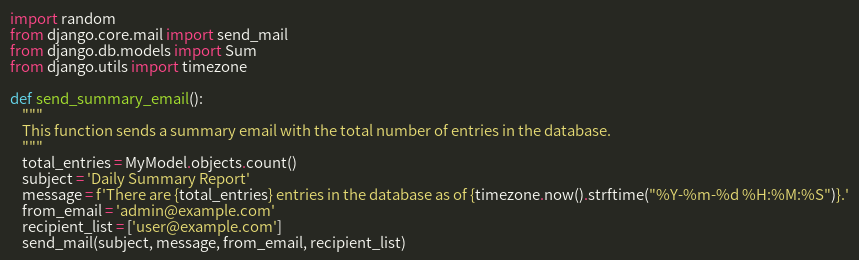 import random
from django.core.mail import send_mail
from django.db.models import Sum
from django.utils import timezone

def send_summary_email():
    """
    This function sends a summary email with the total number of entries in the database.
    """
    total_entries = MyModel.objects.count()
    subject = 'Daily Summary Report'
    message = f'There are {total_entries} entries in the database as of {timezone.now().strftime("%Y-%m-%d %H:%M:%S")}.'
    from_email = 'admin@example.com'
    recipient_list = ['user@example.com']
    send_mail(subject, message, from_email, recipient_list)